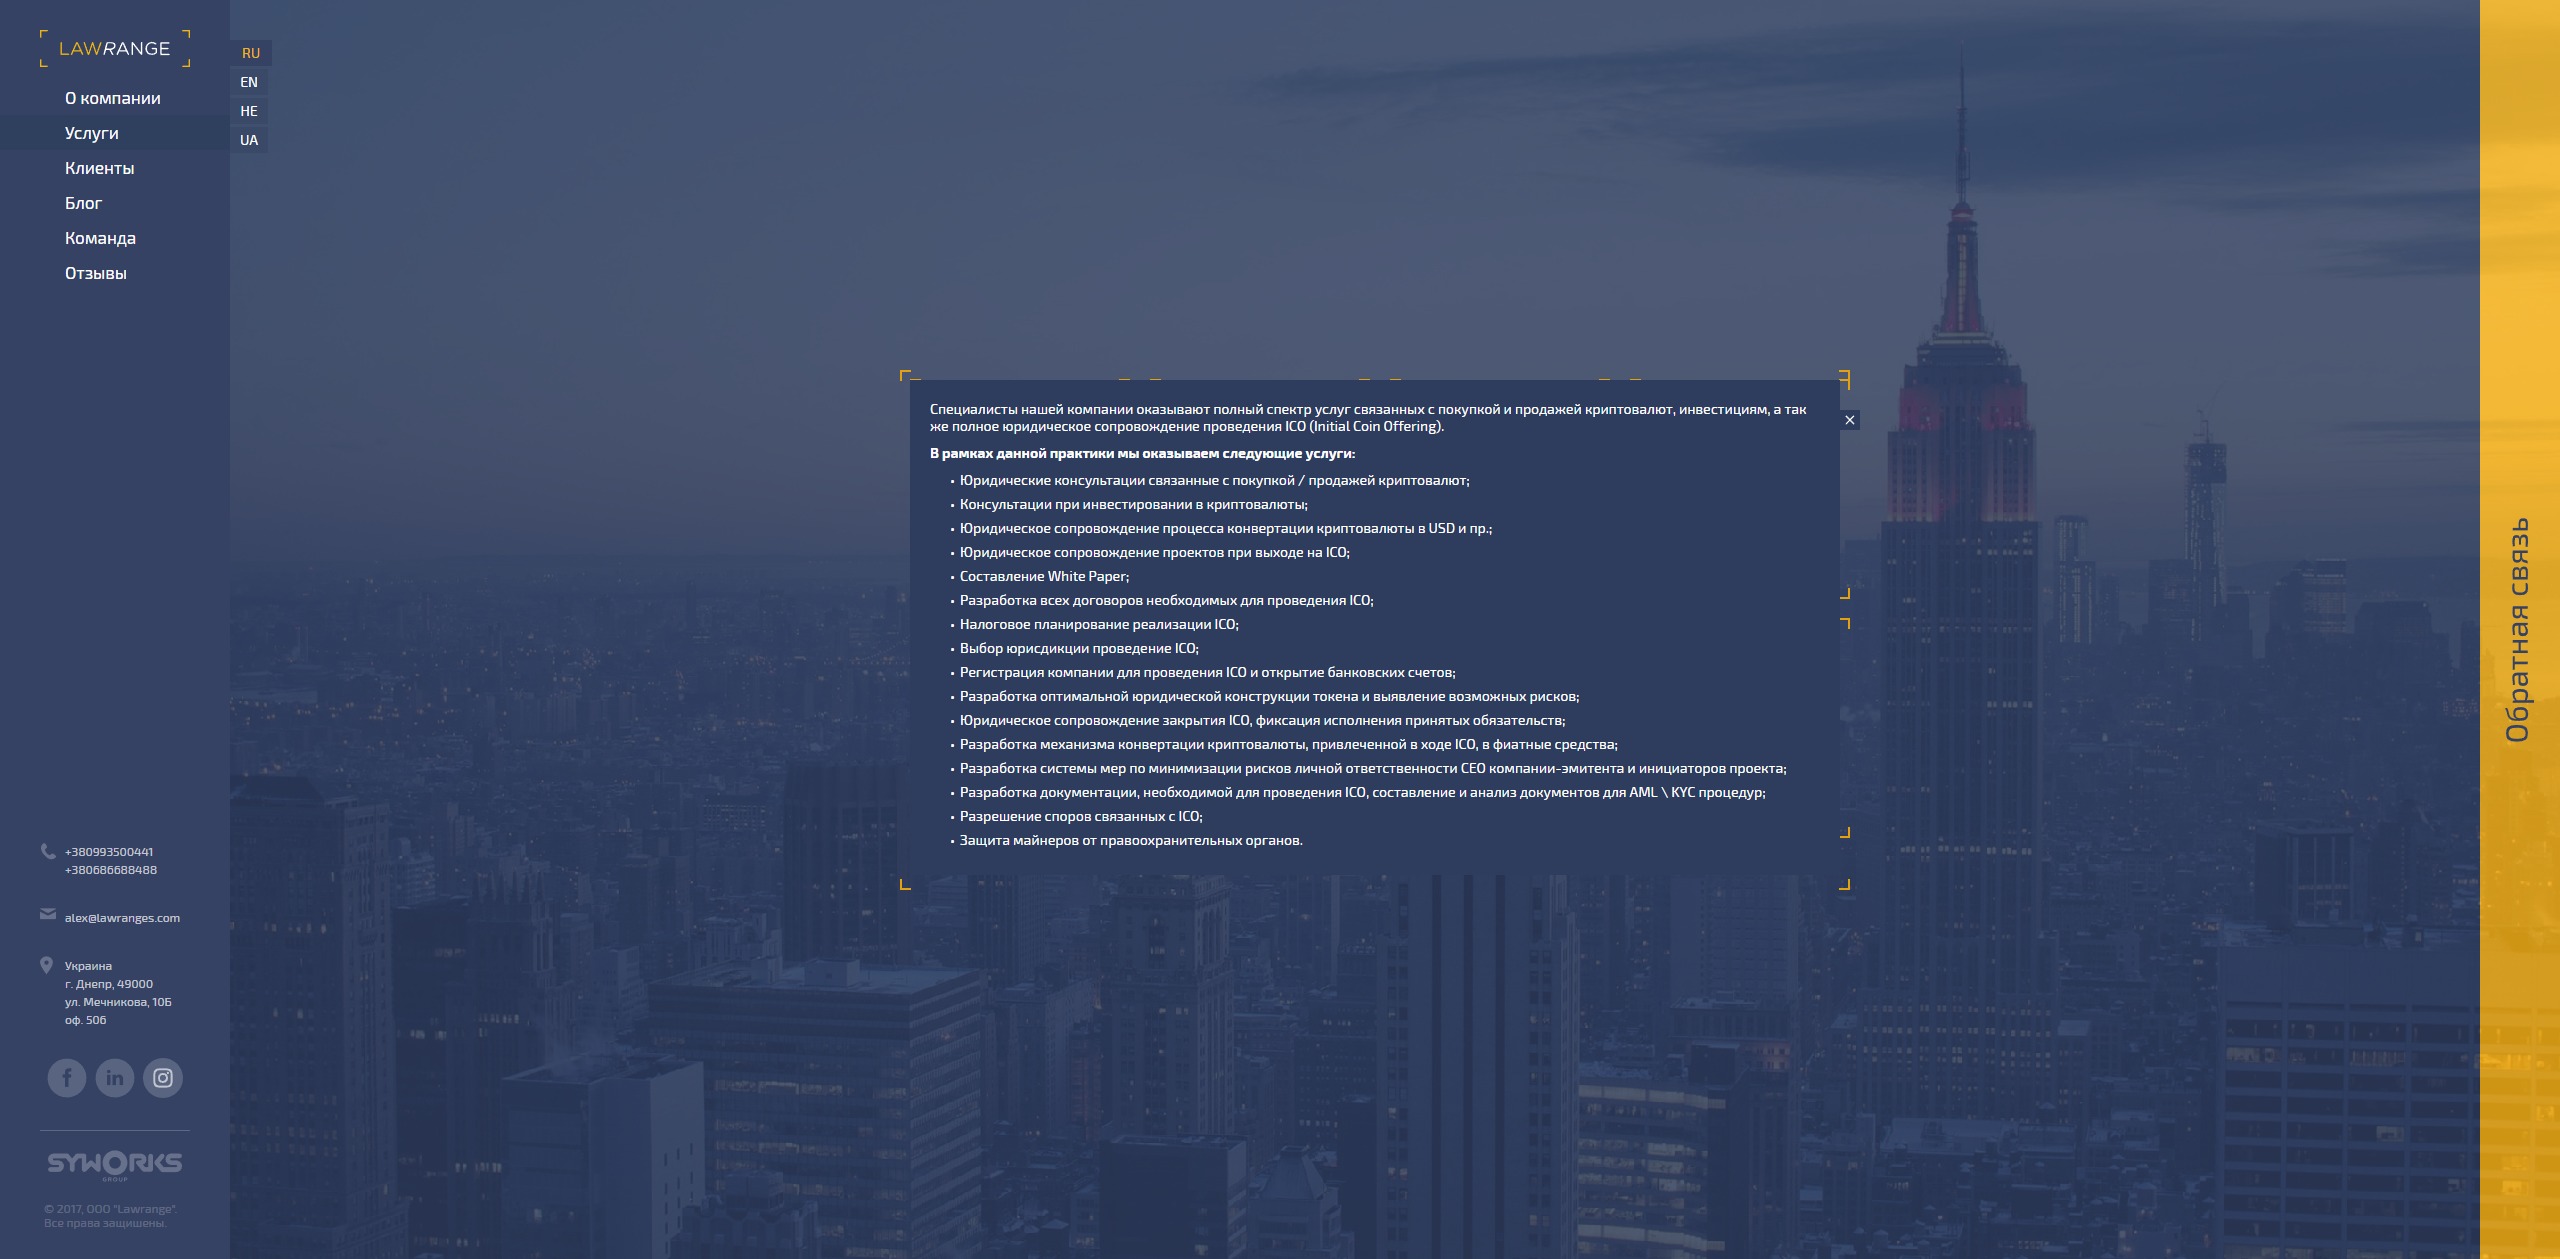 LAWRANGE
О компании
Услуги
Клиенты
Блог
Команда
Отзывы
RU
EN
HE
UA
Специалисты нашей компании оказывают полный спектр услуг связанных с покупкой и продажей криптовалют, инвестициям, а так
же полное юридическое сопровождение проведения ICO (Initial Coin Offering).
В рамках данной практики мы оказываем следующие услуги:
• Юридические консультации связанные с покупкой / продажей криптовалют;
• Консультации при инвестировании в криптовалюты;
• Юридическое сопровождение процесса конвертации криптовалюты в USD и пр.;
• Юридическое сопровождение проектов при выходе на ICO;
• Составление White Paper;
• Разработка всех договоров необходимых для проведения ICO;
• Налоговое планирование реализации ICO;
• Выбор юрисдикции проведение ICO;
• Регистрация компании для проведения ICO и открытие банковских счетов;
• Разработка оптимальной юридической конструкции токена и выявление возможных рисков;
• Юридическое сопровождение закрытия ICO, фиксация исполнения принятых обязательств;
• Разработка механизма конвертации криптовалюты, привлеченной в ходе ICO, в фиатные средства;
• Разработка системы мер по минимизации рисков личной ответственности CEO компании-эмитента и инициаторов проекта;
• Разработка документации, необходимой для проведения ICO, составление и анализ документов для AML \ KYC процедур;
• Разрешение споров связанных с ICO;
• Защита майнеров от правоохранительных органов.
Обратная связь
+380993500441
+380686688488
alex@lawranges.com
Украина
г. Днепр, 49000
ул. Мечникова, 10Б
оф. 506
SYWORKS
GROUP
© 2017, ООО "Lawrange".
Все права защищены.